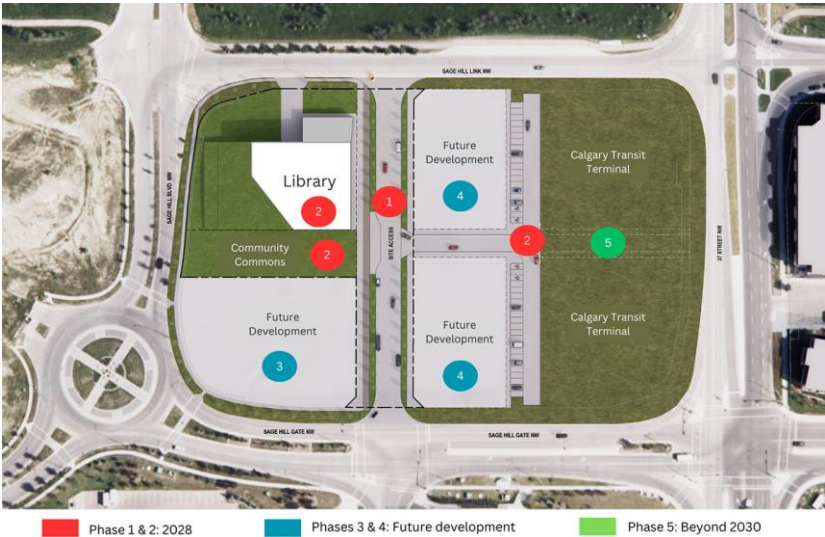 SAGE HILL LINK NW
SAGE HILL BLVD NW
Library
2
1
Future
Development
4
Calgary Transit
Terminal
Community
Commons
2
SITE ACCESS
2
5
37 STREET NW
Future
Development
3
Future
Development
4
Calgary Transit
Terminal
SAGE HILL GATE NW
SAGE HILL GATE NW
Phase 1 & 2: 2028
Phases 3 & 4: Future development
Phase 5: Beyond 2030